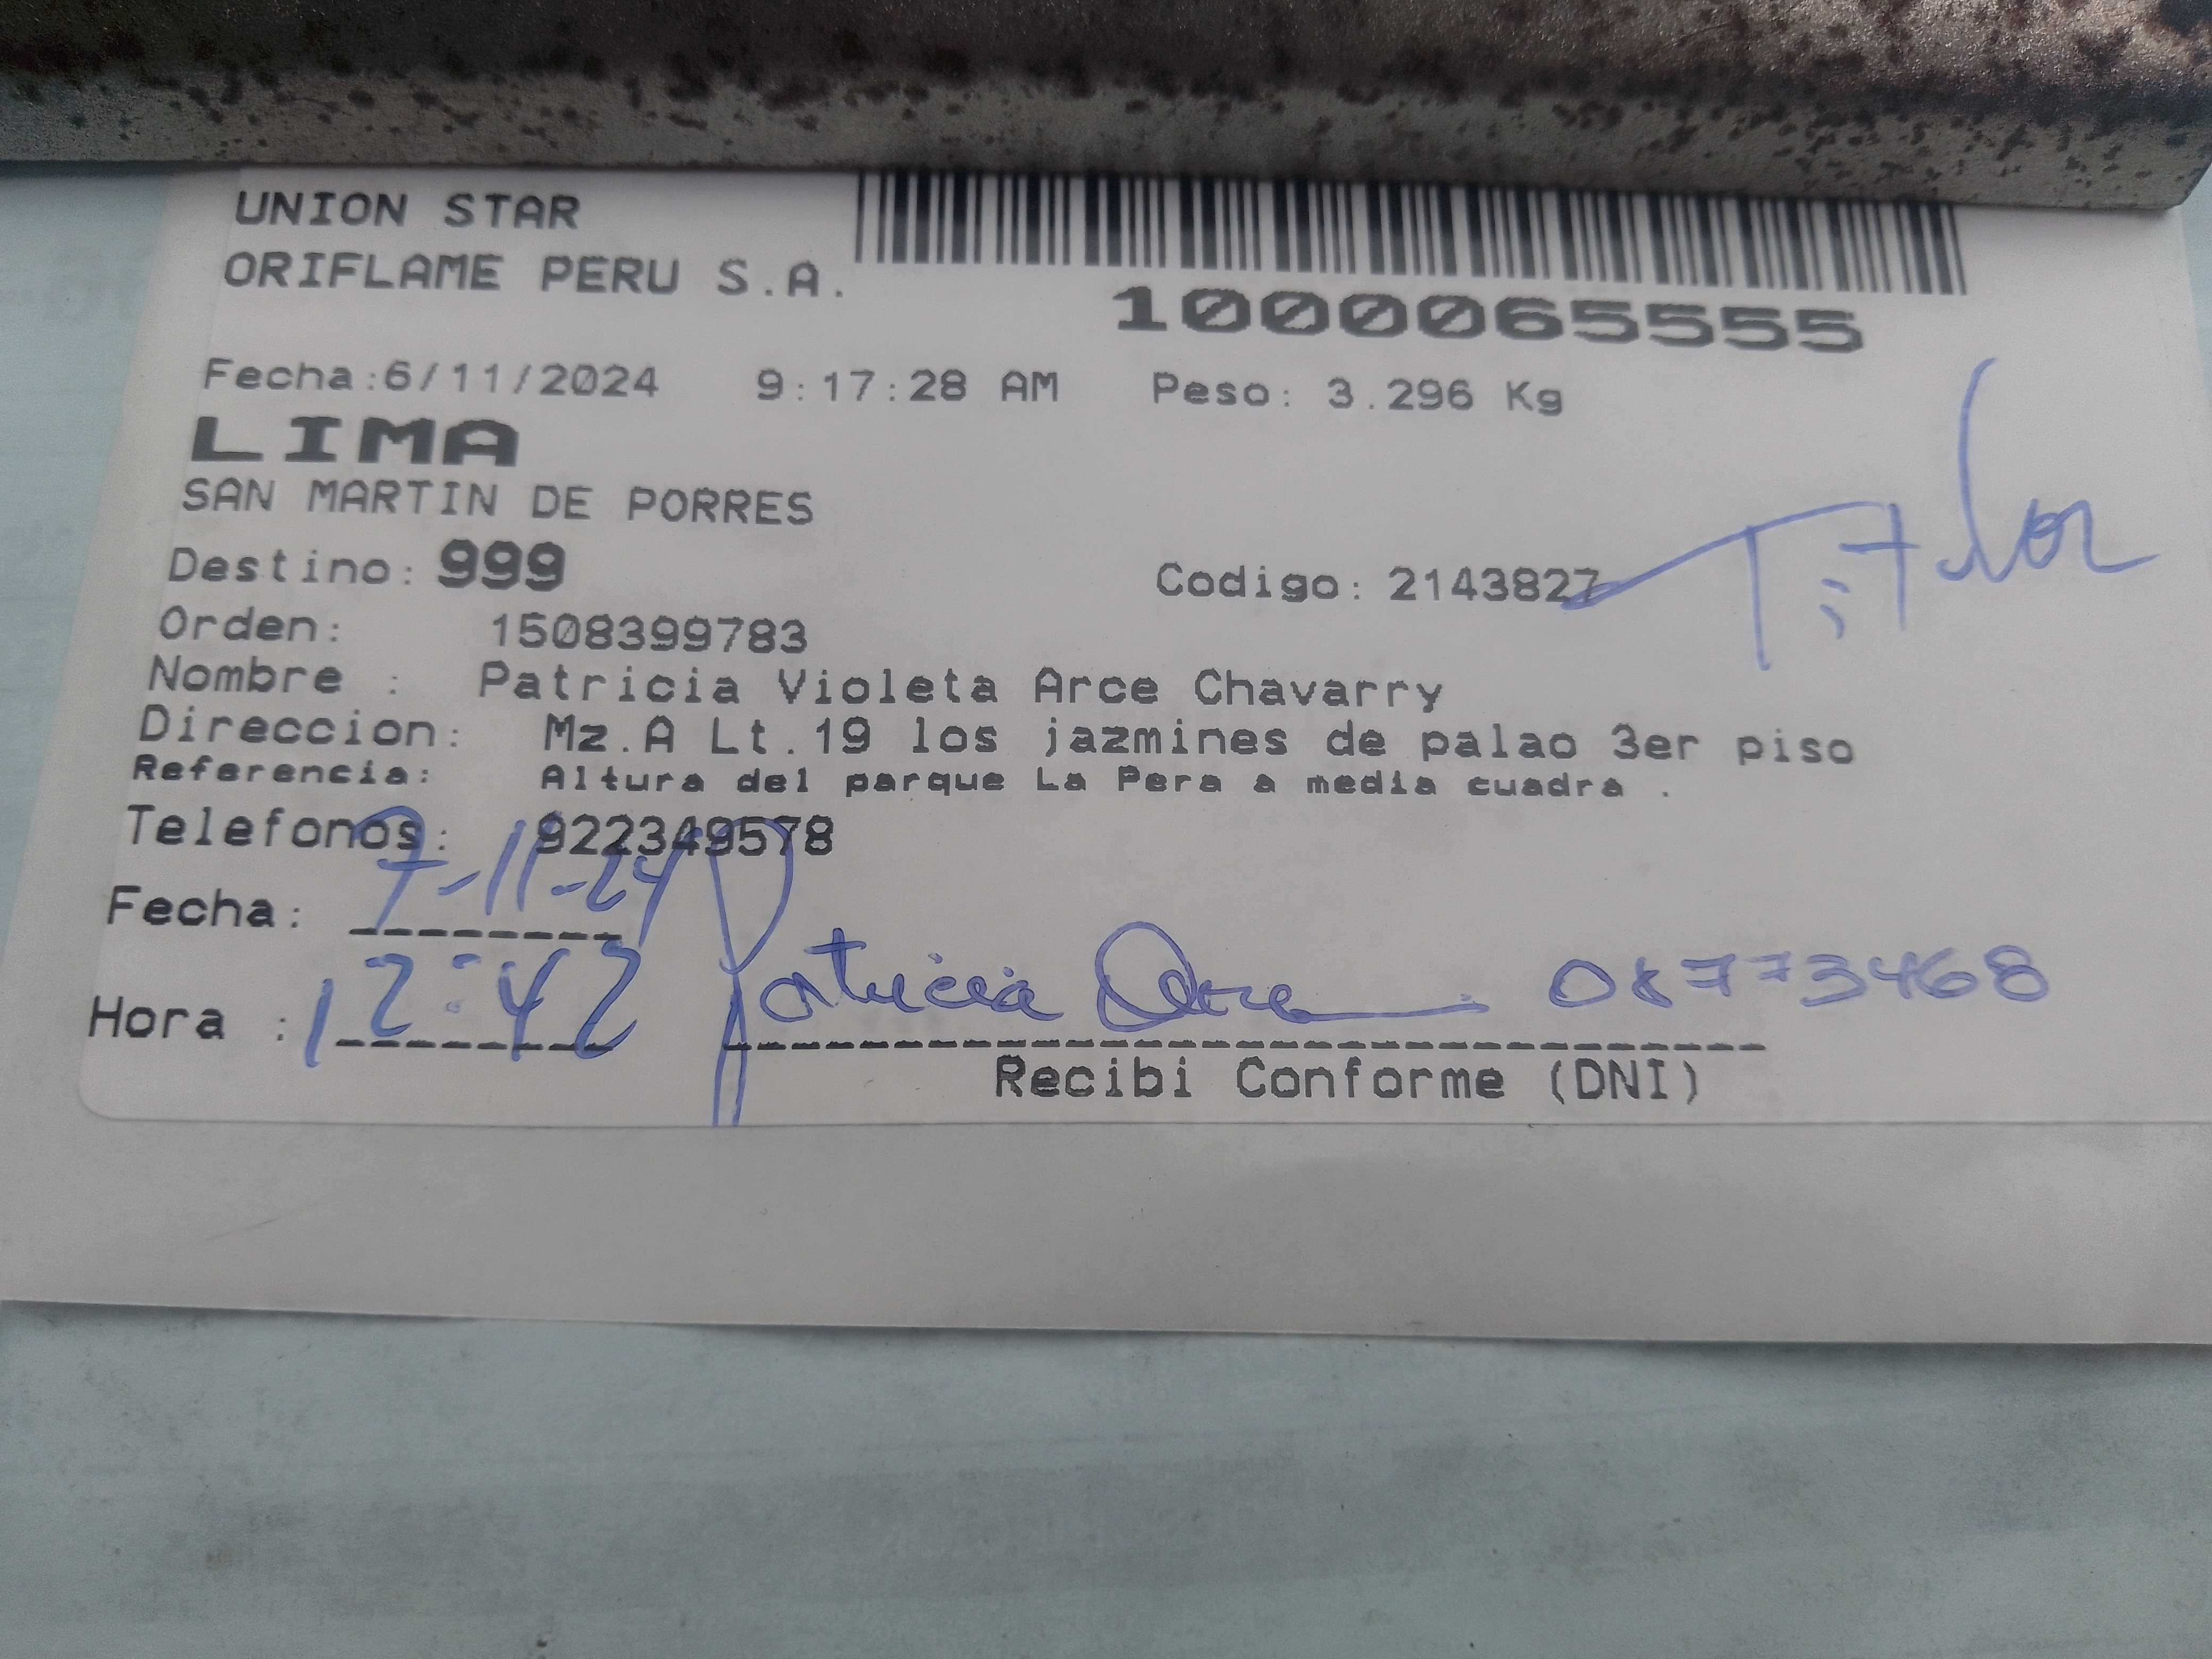 UNION STAR
ORIFLAME PERU S.A.
1000065555
Fecha:6/11/2024 9:17:28 AM Peso: 3.296 Kg
LIMA
SAN MARTIN DE PORRES
Destino: 999 Codigo: 2143827 Titular
Orden: 1508399783
Nombre : Patricia Violeta Arce Chavarry
Direccion: Mz.A Lt.19 los jazmines de palao 3er piso
Referencia: Altura del parque La Pera a media cuadra .
Telefonos: 922349578
Fecha: 7-11-24
Hora : 12:42 Patricia Arce 08773468
Recibi Conforme (DNI)